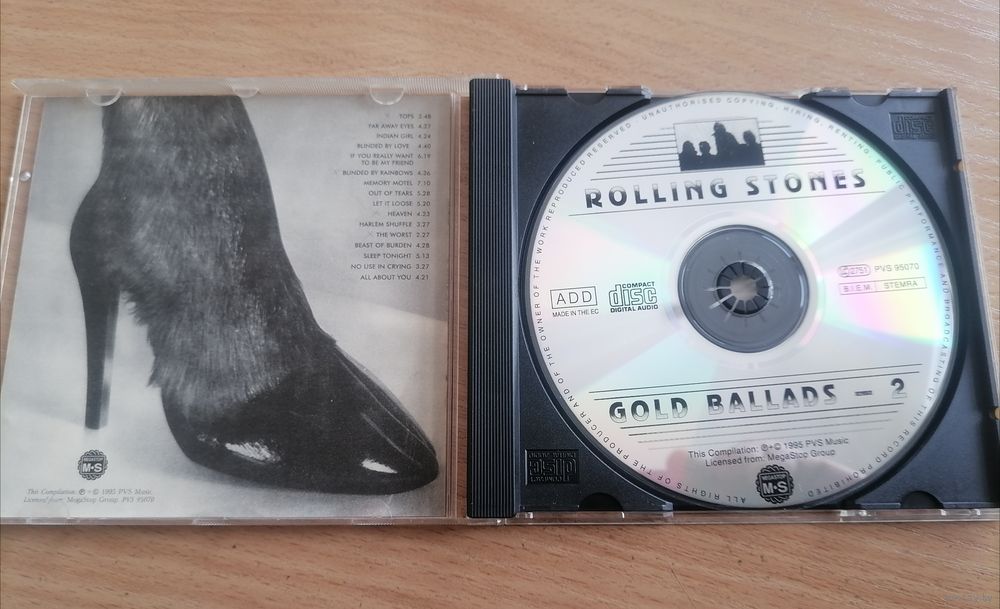 TOPS 3.48
FAR AWAY EYES 4.27
INDIAN GIRL 4.24
BLINDED BY LOVE 4.40
IF YOU REALLY WANT 6.19
TO BE MY FRIEND
BLINDED BY RAINBOWS 4.26
MEMORY MOTEL 7.10
OUT OF TEARS 5.28
LET IT LOOSE 5.20
HEAVEN 4.23
HARLEM SHUFFLE 3.27
THE WORST 2.27
BEAST OF BURDEN 4.28
SLEEP TONIGHT 5.13
NO USE IN CRYING 3.27
ALL ABOUT YOU 4.21
MEGASTOP
M•S
This Compilation: ℗+© 1995 PVS Music
Licensed from: MegaStop Group. PVS 95070
ALL RIGHTS OF THE PRODUCER AND OF THE OWNER OF THE WORK REPRODUCED RESERVED. UNAUTHORISED COPYING, HIRING, RENTING, PUBLIC PERFORMANCE AND BROADCASTING OF THIS RECORD PROHIBITED
ROLLING STONES
ADD
MADE IN THE EC
COMPACT
disc
DIGITAL AUDIO
PVS 95070
B.I.E.M. STEMRA
GOLD BALLADS – 2
This Compilation: ℗+© 1995 PVS Music
Licensed from: MegaStop Group
MEGASTOP
M•S
disc
disc